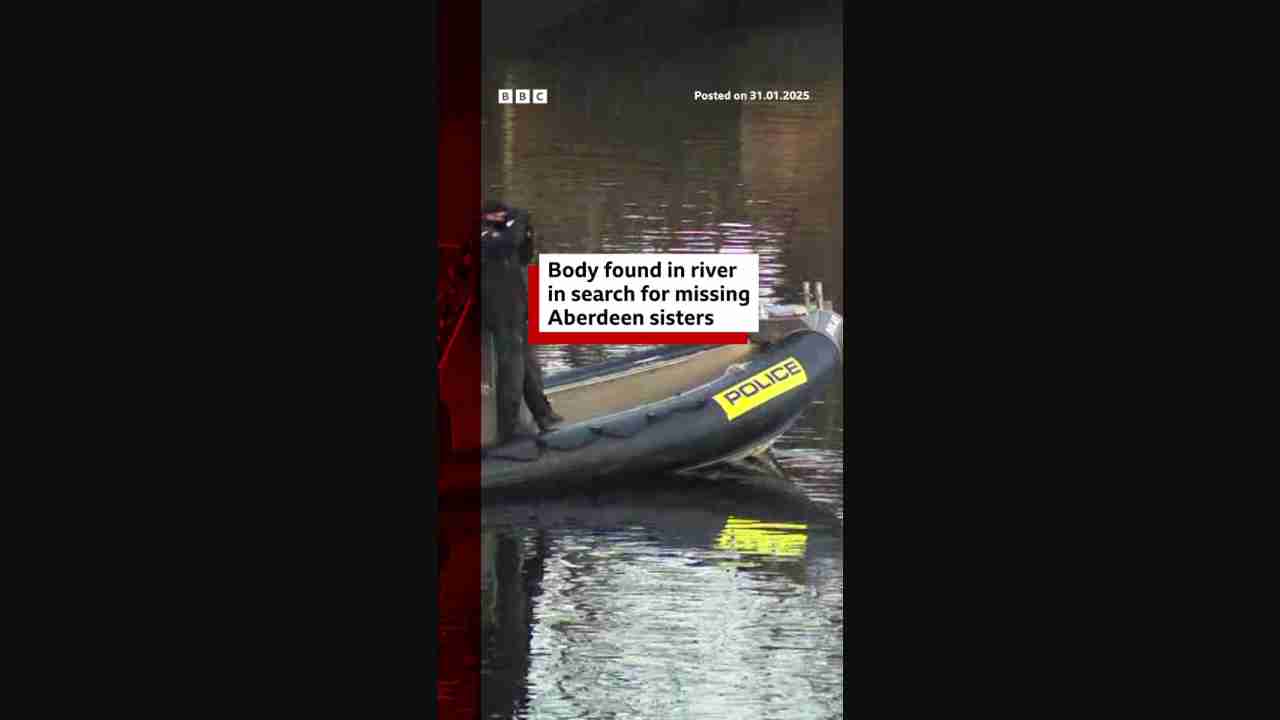 BBC
Posted on 31.01.2025
Body found in river
in search for missing
Aberdeen sisters
POLICE